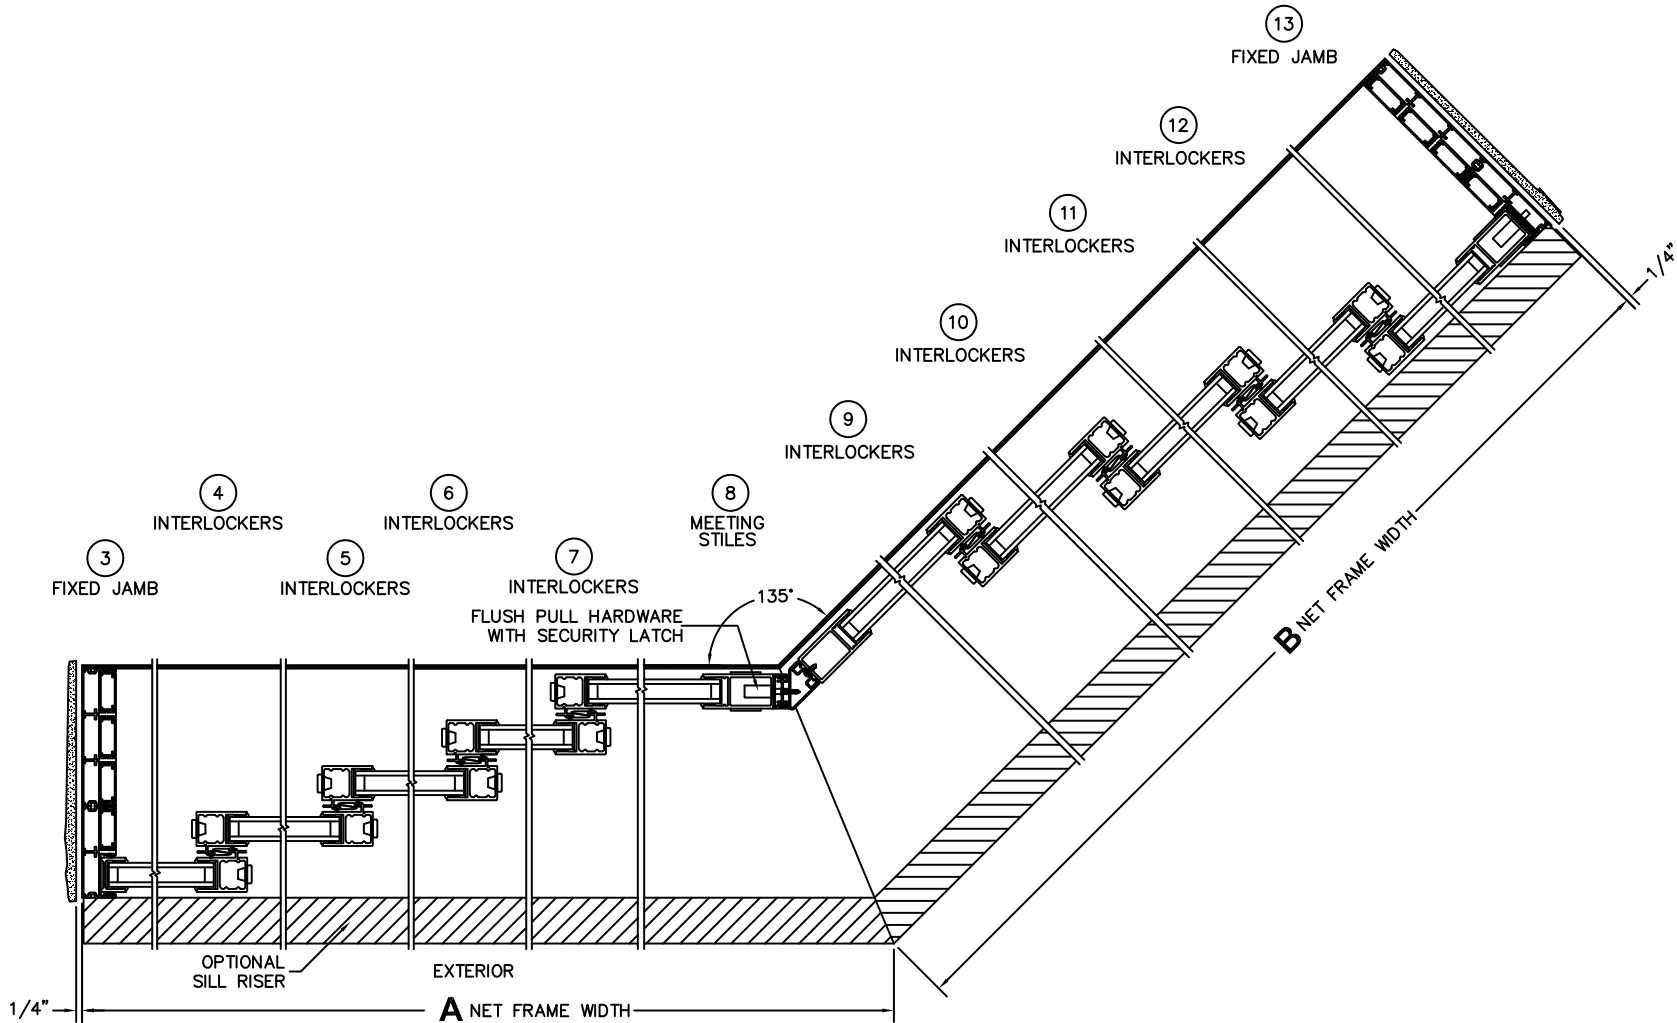 13
FIXED JAMB
12
INTERLOCKERS
11
INTERLOCKERS
10
INTERLOCKERS
9
INTERLOCKERS
4
INTERLOCKERS
6
INTERLOCKERS
8
MEETING
STILES
3
FIXED JAMB
5
INTERLOCKERS
7
INTERLOCKERS
FLUSH PULL HARDWARE
WITH SECURITY LATCH
135°
1/4"
B NET FRAME WIDTH
OPTIONAL
SILL RISER
EXTERIOR
1/4"
A NET FRAME WIDTH